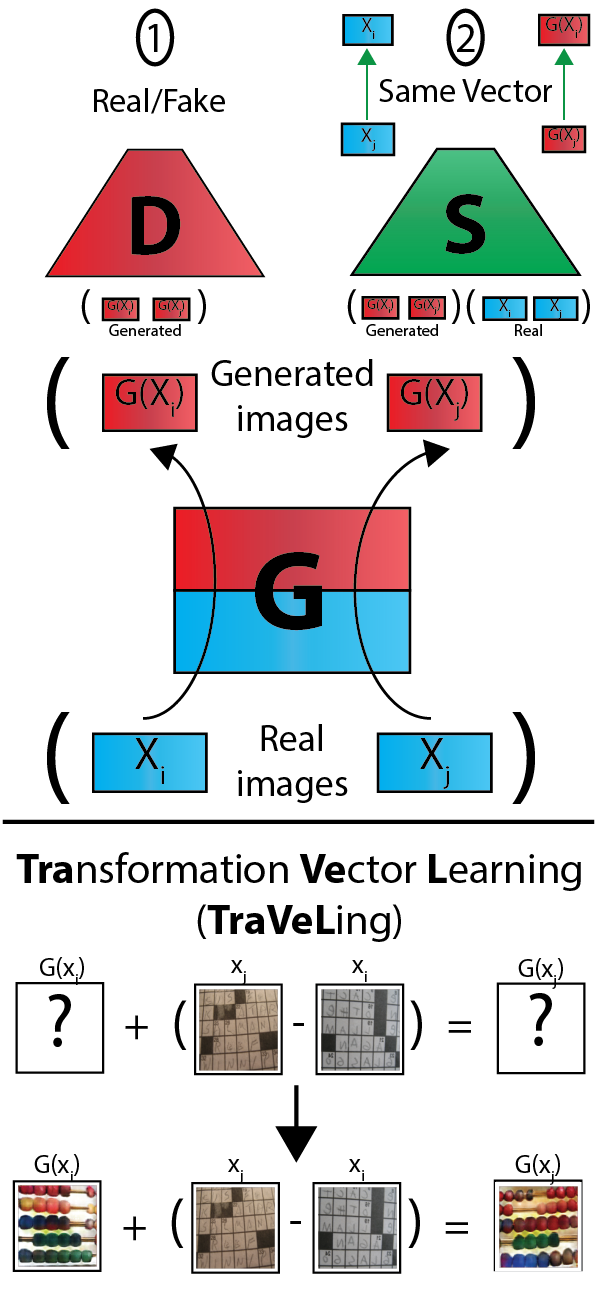 1
Real/Fake
D
( G(Xi) G(Xj) )
Generated
2
Xi
G(Xi)
Same Vector
Xj
G(Xj)
S
( G(Xi) G(Xj) ) ( Xi Xj )
Generated Real
( G(Xi) Generated images G(Xj) )
G
( Xi Real images Xj )
Transformation Vector Learning
(TraVeLing)
G(xi) xj xi G(xj)
? + ( - ) = ?
G(xi) xj xi G(xj)
+ ( - ) =